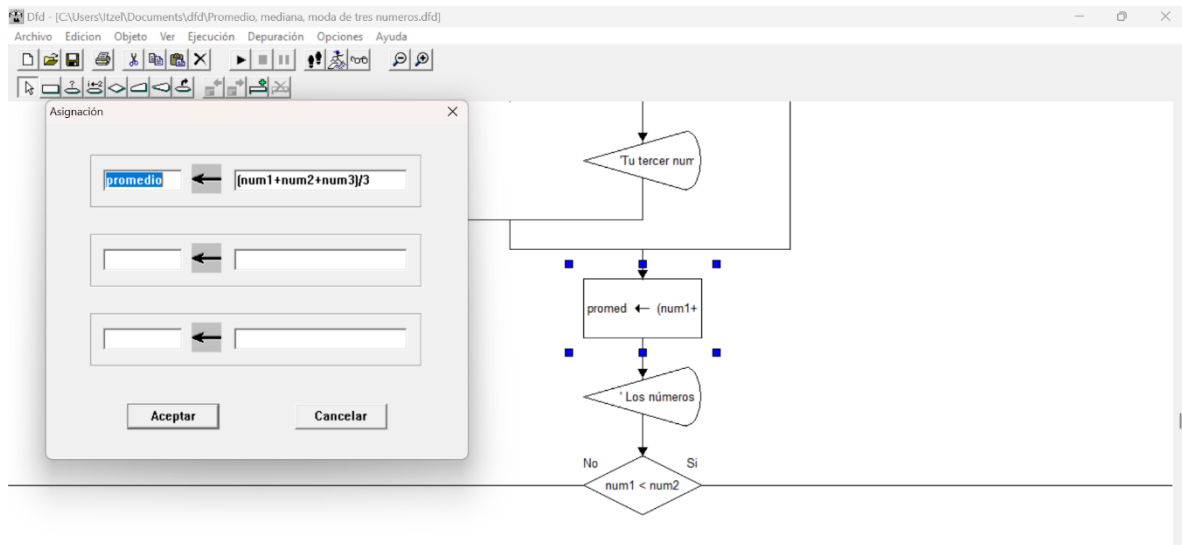 Dfd - [C:\Users\Itzel\Documents\dfd\Promedio, mediana, moda de tres numeros.dfd]
Archivo Edicion Objeto Ver Ejecución Depuración Opciones Ayuda
Asignación
promedio (num1+num2+num3)/3
Aceptar Cancelar
'Tu tercer num
promed ← (num1+
' Los números
No Si
num1 < num2